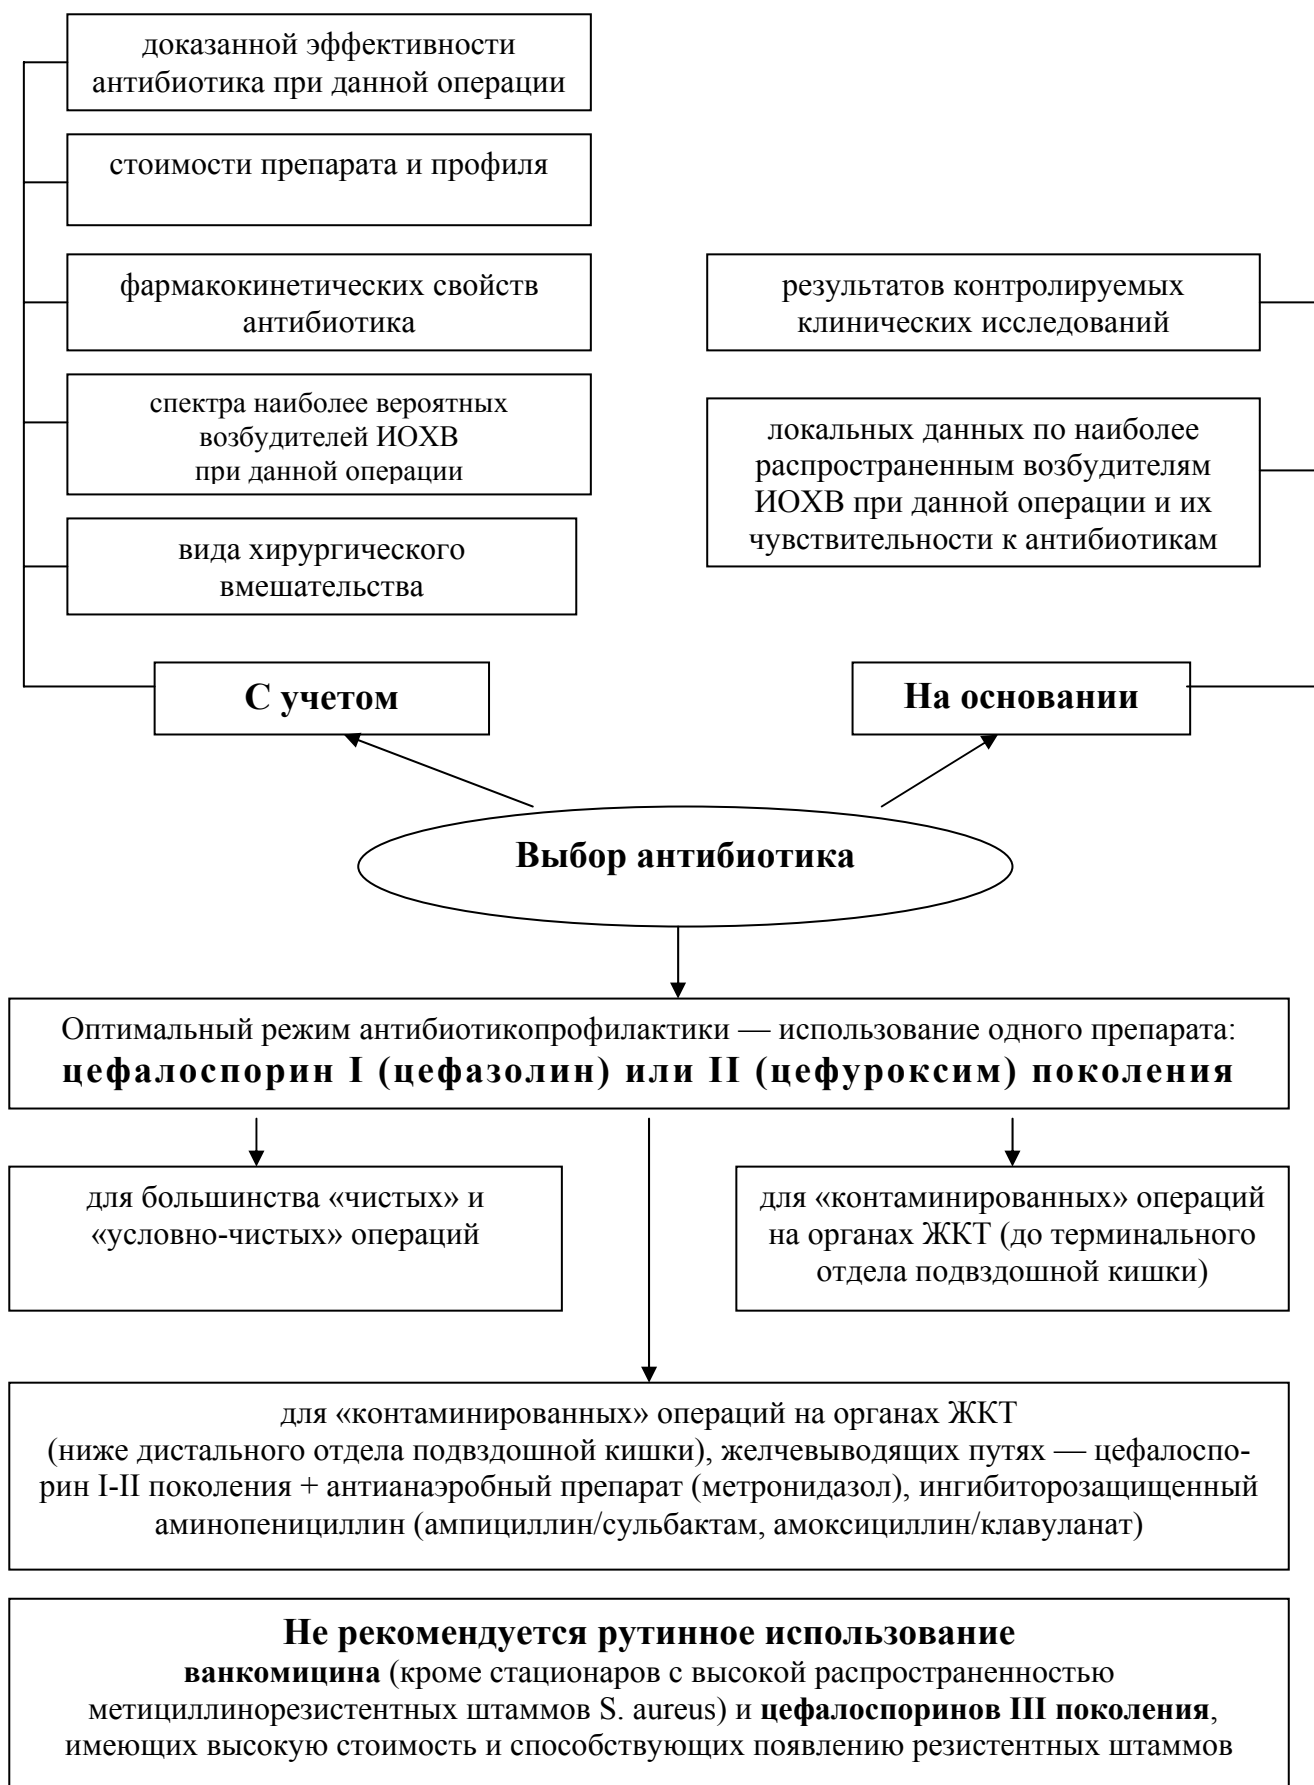 доказанной эффективности
антибиотика при данной операции
стоимости препарата и профиля
фармакокинетических свойств
антибиотика
спектра наиболее вероятных
возбудителей ИОХВ
при данной операции
вида хирургического
вмешательства
С учетом
результатов контролируемых
клинических исследований
локальных данных по наиболее
распространенным возбудителям
ИОХВ при данной операции и их
чувствительности к антибиотикам
На основании
Выбор антибиотика
Оптимальный режим антибиотикопрофилактики — использование одного препарата:
цефалоспорин I (цефазолин) или II (цефуроксим) поколения
для большинства «чистых» и
«условно-чистых» операций
для «контаминированных» операций
на органах ЖКТ (до терминального
отдела подвздошной кишки)
для «контаминированных» операций на органах ЖКТ
(ниже дистального отдела подвздошной кишки), желчевыводящих путях — цефалоспо-
рин I-II поколения + антианаэробный препарат (метронидазол), ингибиторозащищенный
аминопенициллин (ампициллин/сульбактам, амоксициллин/клавуланат)
Не рекомендуется рутинное использование
ванкомицина (кроме стационаров с высокой распространенностью
метициллинорезистентных штаммов S. aureus) и цефалоспоринов III поколения,
имеющих высокую стоимость и способствующих появлению резистентных штаммов